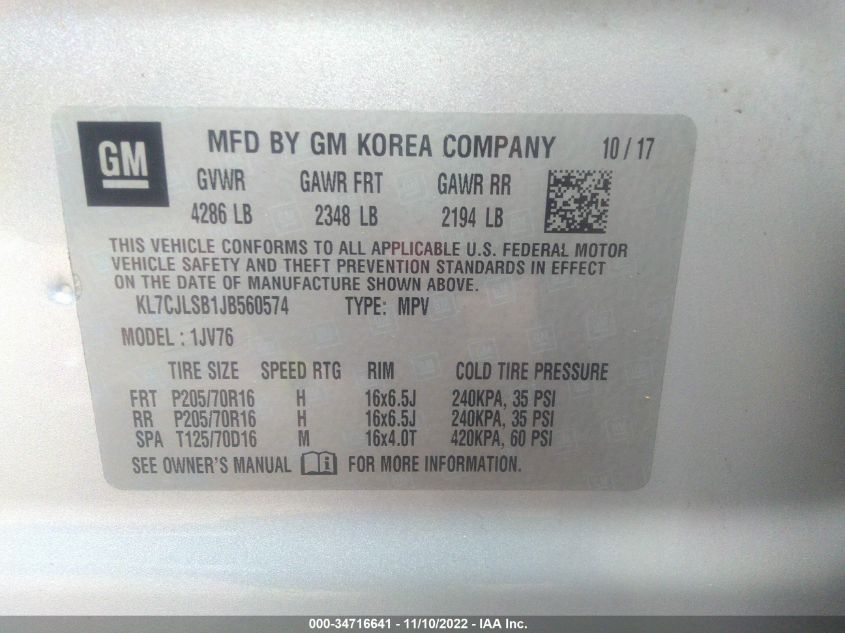 GM
MFD BY GM KOREA COMPANY 10 / 17
GVWR GAWR FRT GAWR RR
4286 LB 2348 LB 2194 LB
THIS VEHICLE CONFORMS TO ALL APPLICABLE U.S. FEDERAL MOTOR
VEHICLE SAFETY AND THEFT PREVENTION STANDARDS IN EFFECT
ON THE DATE OF MANUFACTURE SHOWN ABOVE.
KL7CJLSB1JB560574 TYPE: MPV
MODEL : 1JV76
TIRE SIZE SPEED RTG RIM COLD TIRE PRESSURE
FRT P205/70R16 H 16x6.5J 240KPA, 35 PSI
RR P205/70R16 H 16x6.5J 240KPA, 35 PSI
SPA T125/70D16 M 16x4.0T 420KPA, 60 PSI
SEE OWNER'S MANUAL i FOR MORE INFORMATION.
000-34716641 - 11/10/2022 - IAA Inc.